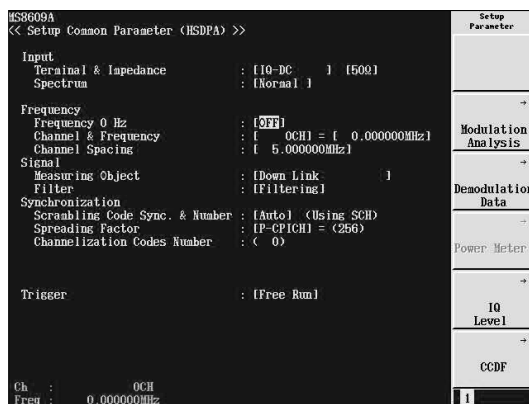 MS8609A
<< Setup Common Parameter (HSDPA) >>
Input
Terminal & Impedance : [IQ-DC ] [50Ω]
Spectrum : [Normal ]
Frequency
Frequency 0 Hz : [OFF]
Channel & Frequency : [ 0CH] = [ 0.000000MHz]
Channel Spacing : [ 5.000000MHz]
Signal
Measuring Object : [Down Link ]
Filter : [Filtering]
Synchronization
Scrambling Code Sync. & Number : [Auto] (Using SCH)
Spreading Factor : [P-CPICH] = (256)
Channelization Codes Number : ( 0)
Trigger : [Free Run]
Ch : 0CH
Freq : 0.000000MHz
Setup
Parameter
→
Modulation
Analysis
→
Demodulatio
Data
→
Power Meter
→
IQ
Level
→
CCDF
1